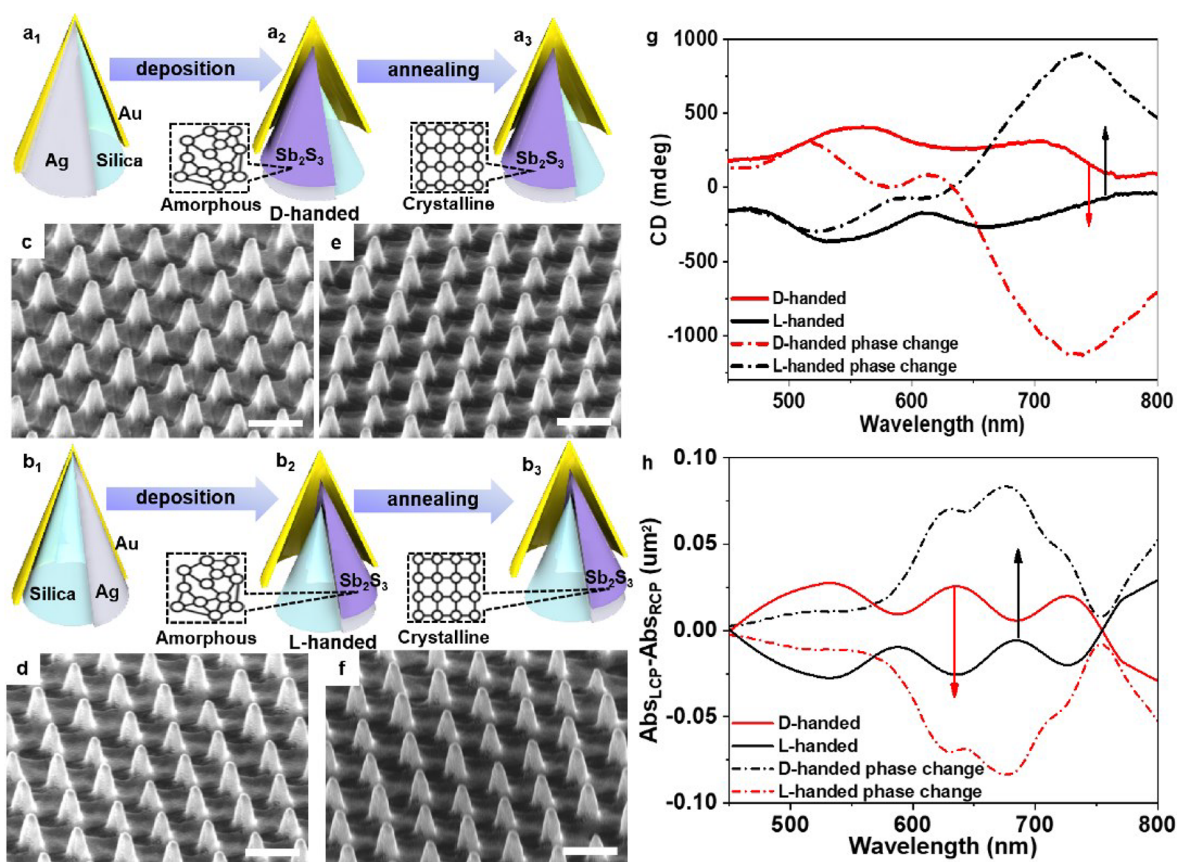 a1
Ag
Silica
Au
deposition
a2
Sb2S3
Amorphous
D-handed
annealing
a3
Sb2S3
Crystalline
c
e
b1
Silica
Ag
Au
deposition
b2
Sb2S3
Amorphous
L-handed
annealing
b3
Sb2S3
Crystalline
d
f
g
CD (mdeg)
1000
500
0
-500
-1000
D-handed
L-handed
D-handed phase change
L-handed phase change
500 600 700 800
Wavelength (nm)
h
AbsLCP-AbsRCP (um²)
0.10
0.05
0.00
-0.05
-0.10
D-handed
L-handed
D-handed phase change
L-handed phase change
500 600 700 800
Wavelength (nm)